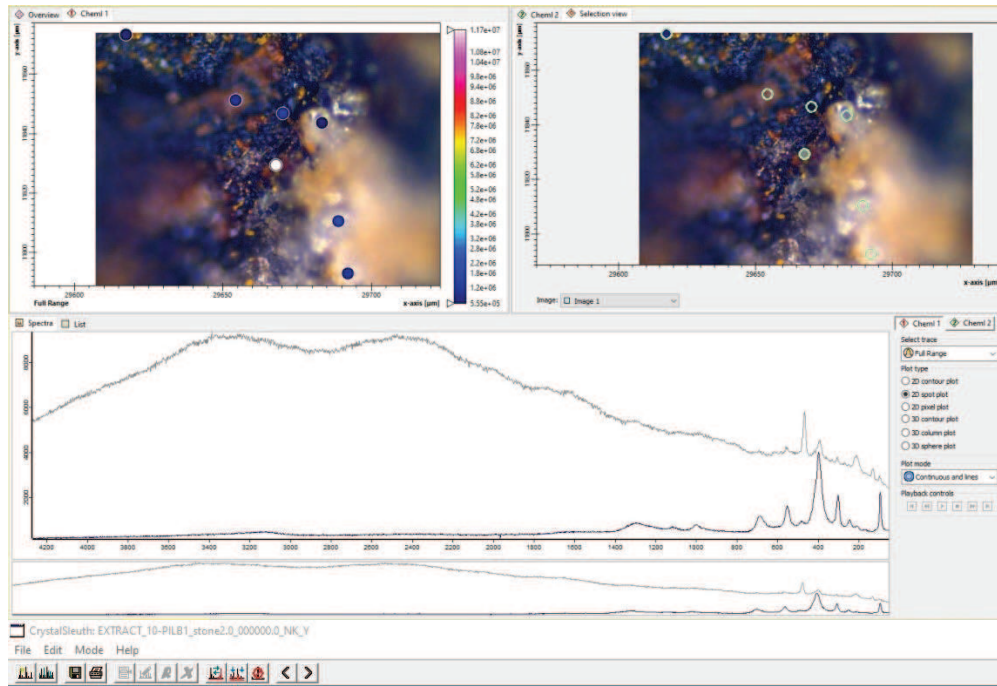 Overview ChemI 1
y-axis [µm]
11860
11840
11820
11800
29600
29650
29700
x-axis [µm]
Full Range
1.17e+07
1.08e+07
1.04e+07
9.8e+06
9.4e+06
8.8e+06
8.2e+06
7.8e+06
6.8e+06
6.2e+06
5.8e+06
5.2e+06
4.8e+06
4.2e+06
3.8e+06
3.2e+06
2.8e+06
2.2e+06
1.8e+06
1.2e+06
5.55e+05
ChemI 2 Selection view
y-axis [µm]
11860
11840
11820
11800
29600
29650
29700
x-axis [µm]
Image: Image 1
Spectra List
8000
6000
4000
2000
4200 4000 3800 3600 3400 3200 3000 2800 2600 2400 2200 2000 1800 1600 1400 1200 1000 800 600 400 200
ChemI 1 ChemI 2
Select trace
Full Range
Plot type
2D contour plot
2D spot plot
2D pixel plot
3D contour plot
3D column plot
3D sphere plot
Plot mode
Continuous and lines
Playback controls
CrystalSleuth: EXTRACT_10-PILB1_stone2.0_000000.0_NK_Y
File Edit Mode Help